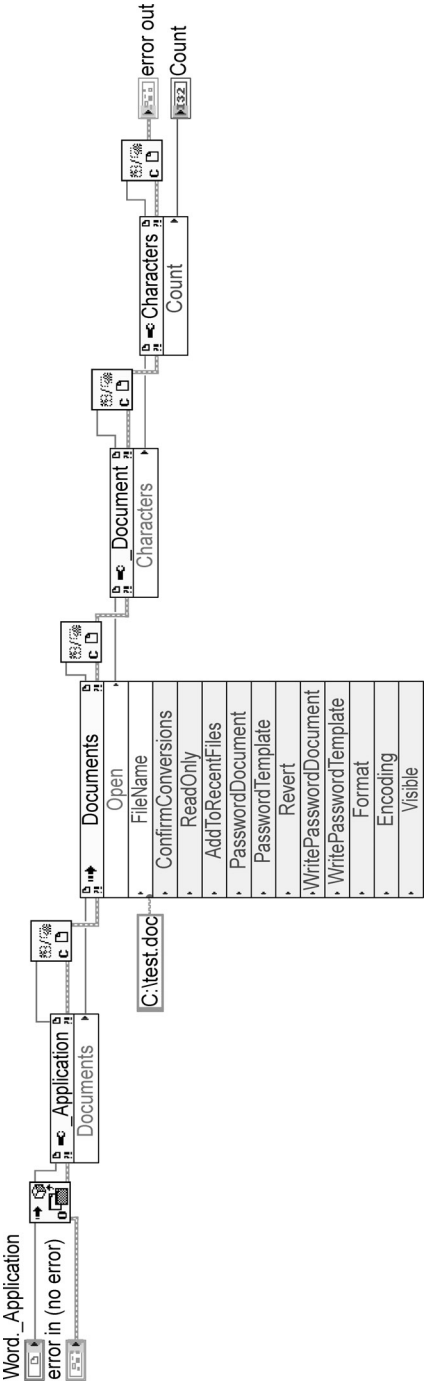 Word._Application
error in (no error)
_Application
Documents
C:\test.doc
Documents
Open
FileName
ConfirmConversions
ReadOnly
AddToRecentFiles
PasswordDocument
PasswordTemplate
Revert
WritePasswordDocument
WritePasswordTemplate
Format
Encoding
Visible
_Document
Characters
Characters
Count
error out
I32
Count